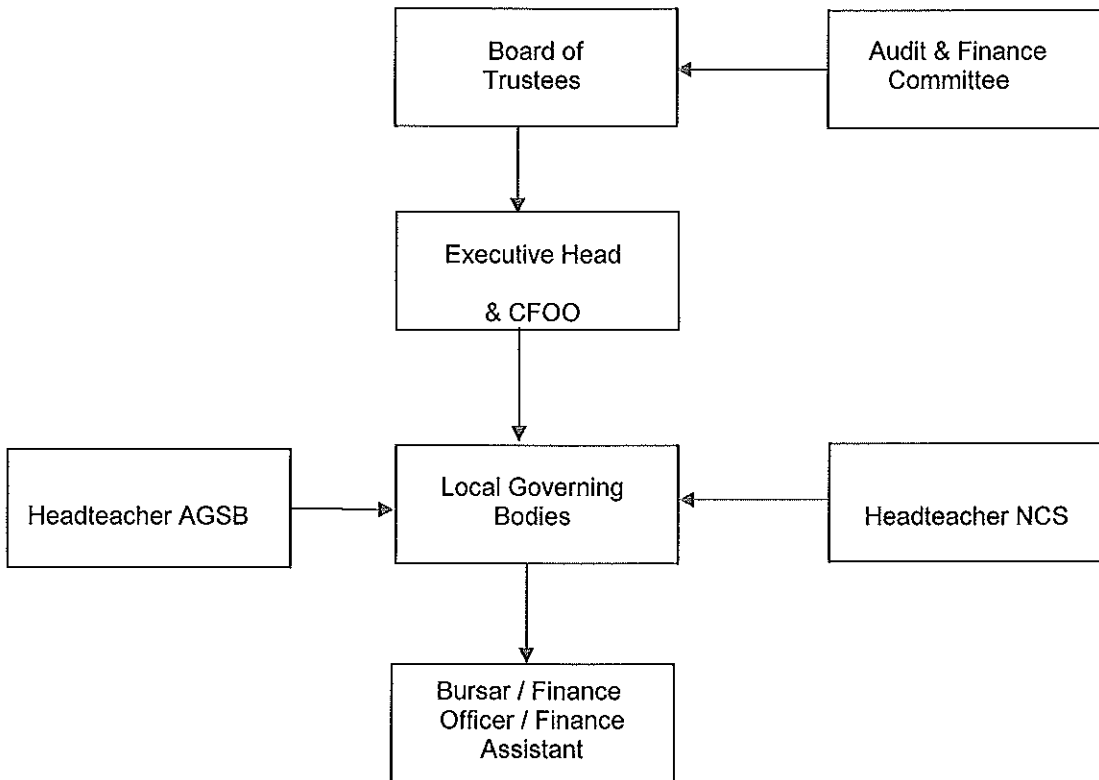 Board of
Trustees
Audit & Finance
Committee
Executive Head
& CFOO
Headteacher AGSB
Local Governing
Bodies
Headteacher NCS
Bursar / Finance
Officer / Finance
Assistant